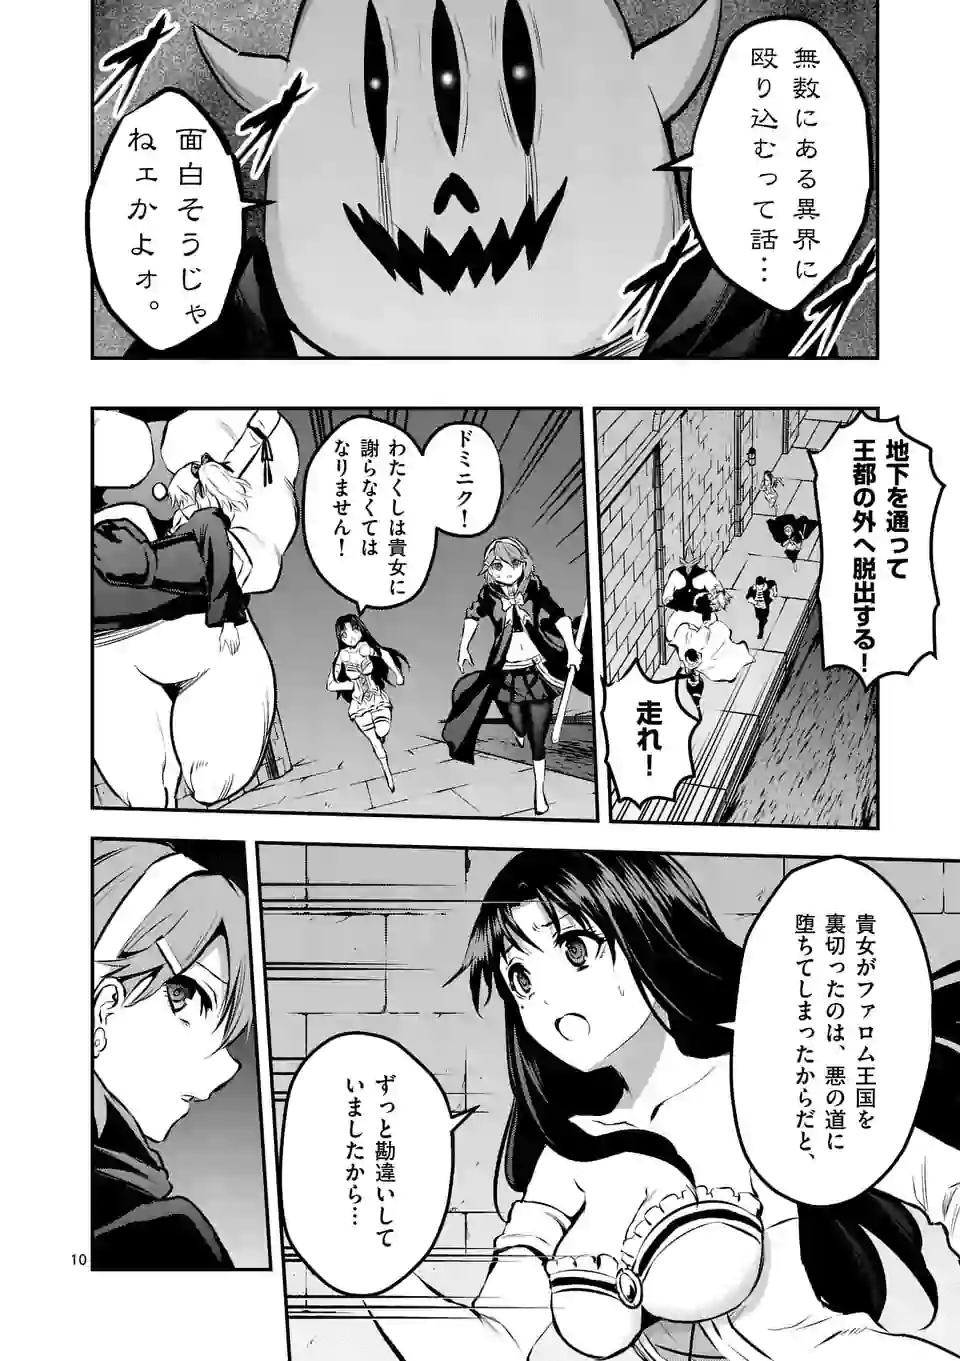 無数にある異界に
殴り込むって話…
面白そうじゃ
ねェかよォ。
地下を通って
王都の外へ脱出する!
走れ!
ドミニク!
わたくしは貴女に
謝らなくては
なりません!
貴女がファロム王国を
裏切ったのは、悪の道に
堕ちてしまったからだと、
ずっと勘違いして
いましたから…
10